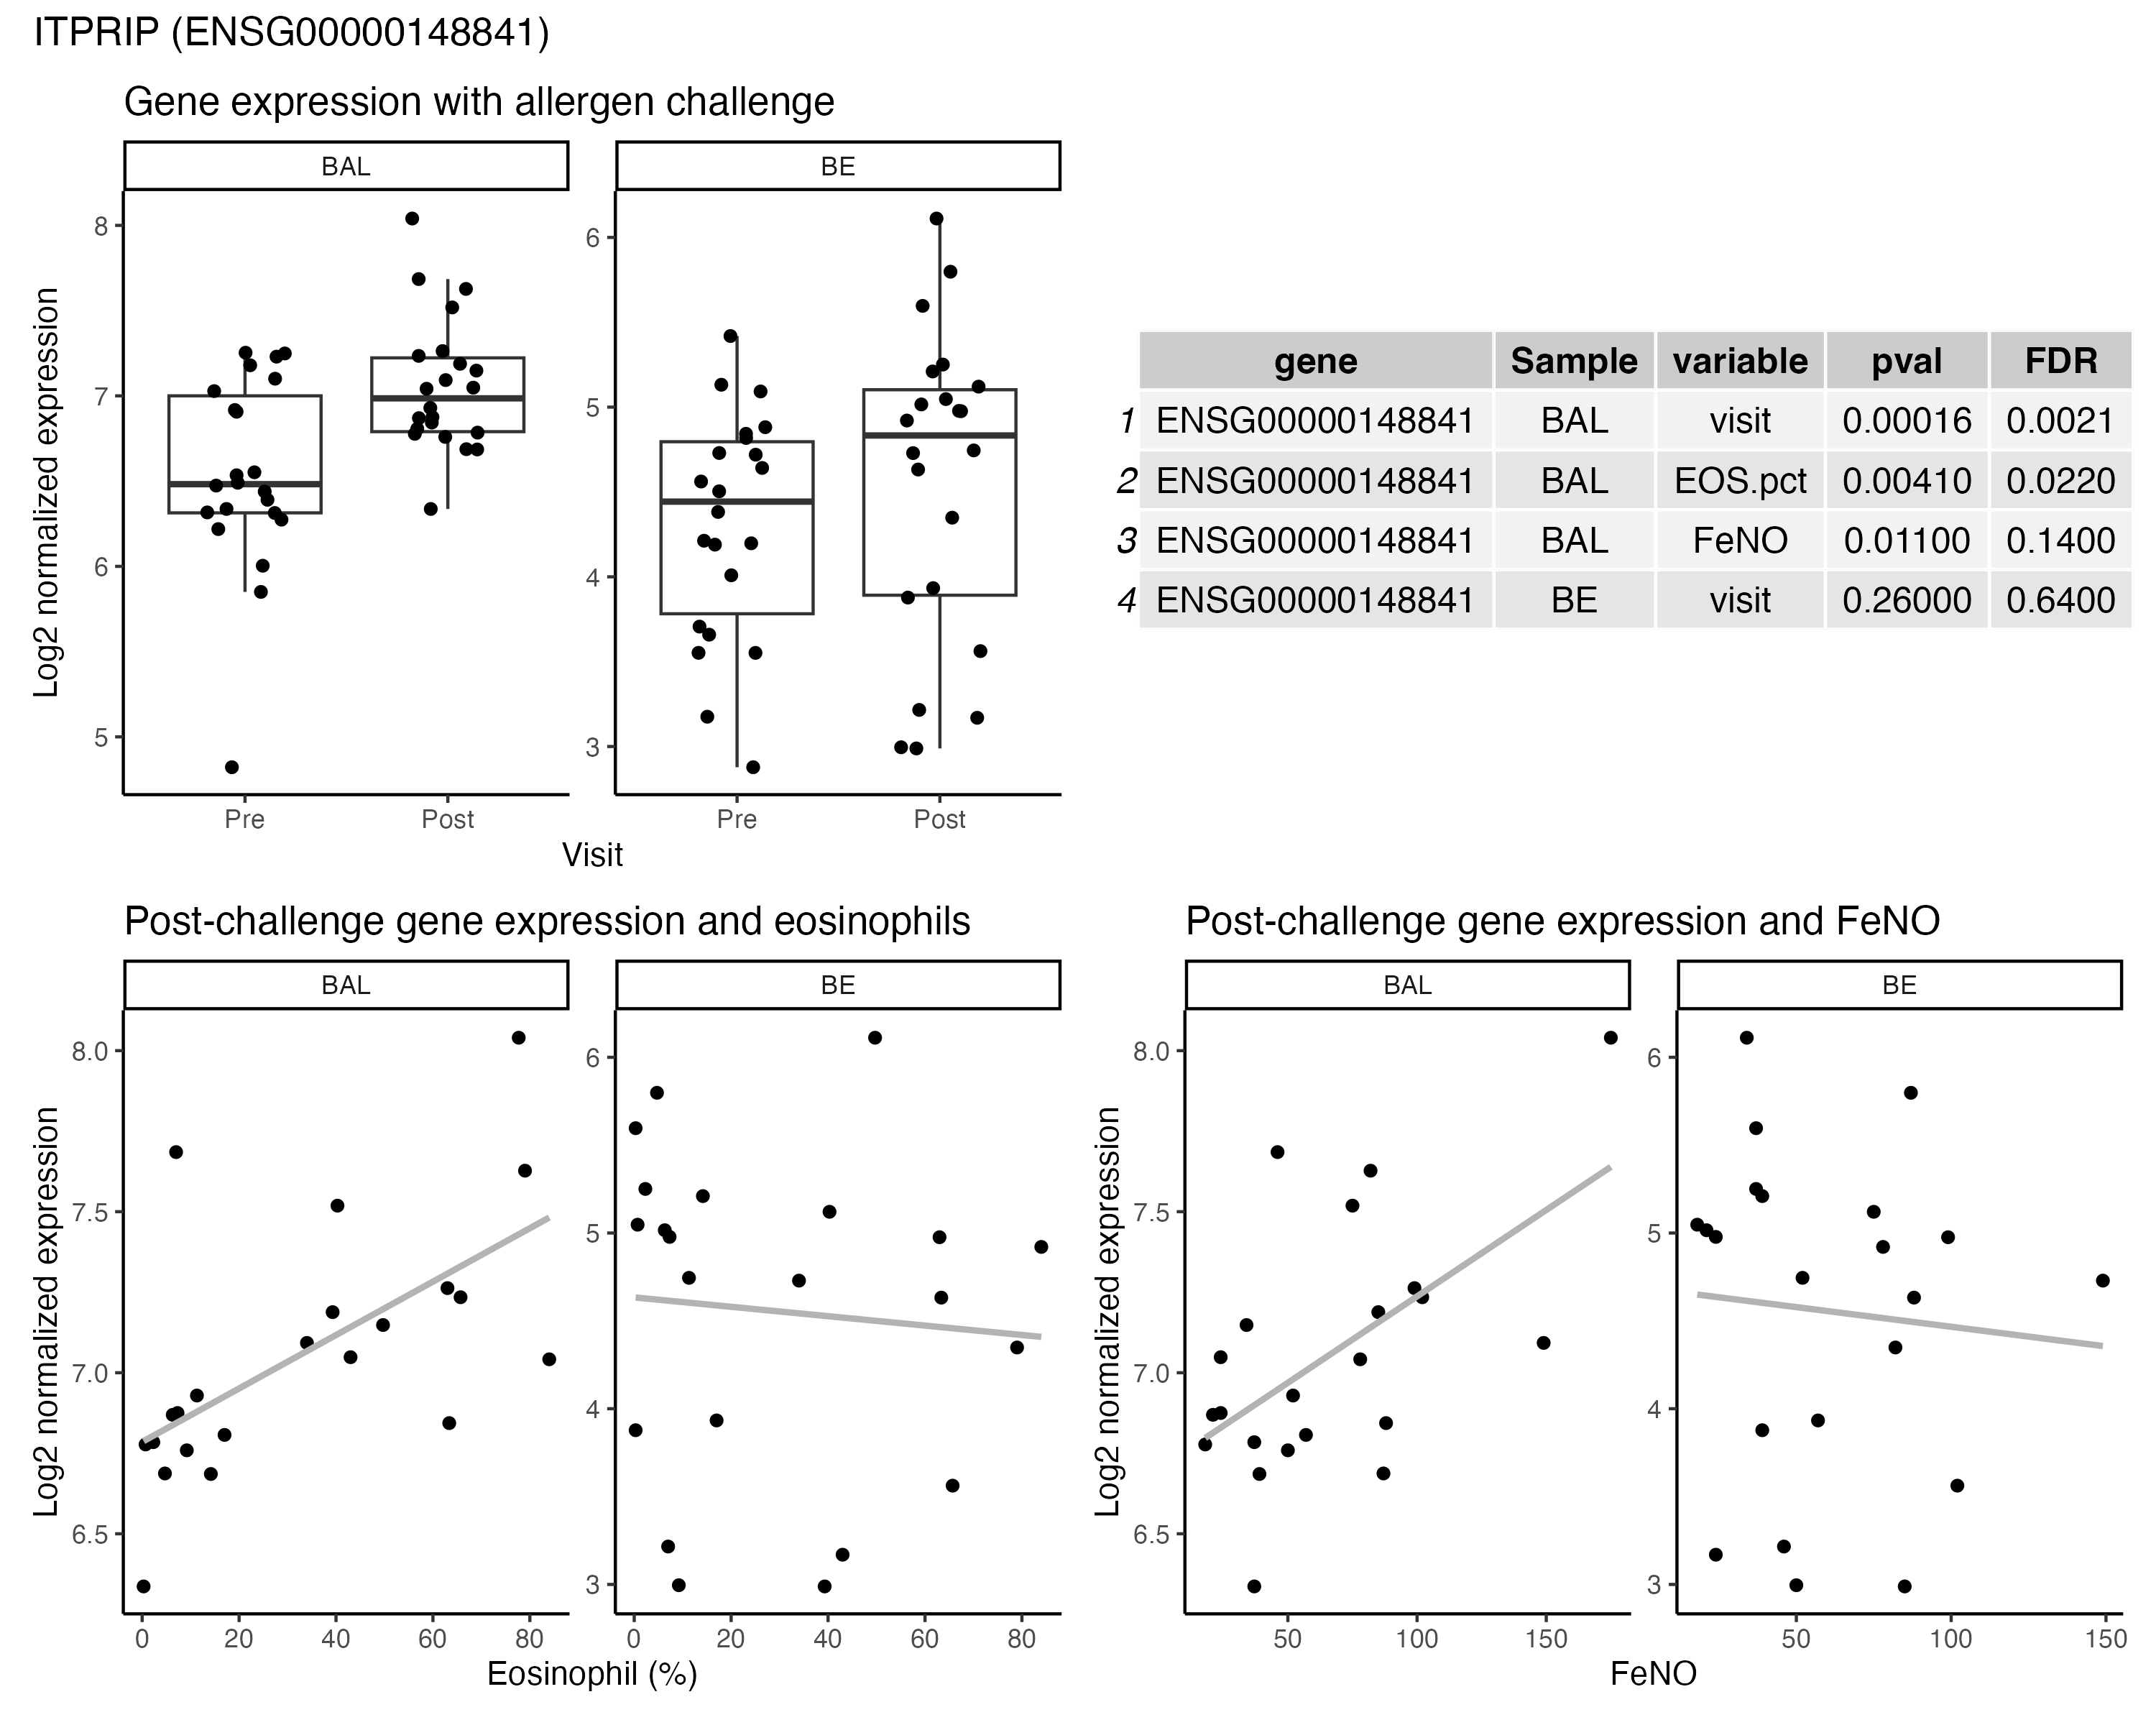 ITPRIP (ENSG00000148841)
Gene expression with allergen challenge
BAL
BE
Log2 normalized expression
8
7
6
5
6
5
4
3
Pre
Post
Pre
Post
Visit
gene Sample variable pval FDR
1 ENSG00000148841 BAL visit 0.00016 0.0021
2 ENSG00000148841 BAL EOS.pct 0.00410 0.0220
3 ENSG00000148841 BAL FeNO 0.01100 0.1400
4 ENSG00000148841 BE visit 0.26000 0.6400
Post-challenge gene expression and eosinophils
BAL
BE
Log2 normalized expression
8.0
7.5
7.0
6.5
6
5
4
3
0 20 40 60 80
0 20 40 60 80
Eosinophil (%)
Post-challenge gene expression and FeNO
BAL
BE
Log2 normalized expression
8.0
7.5
7.0
6.5
6
5
4
3
50 100 150
50 100 150
FeNO